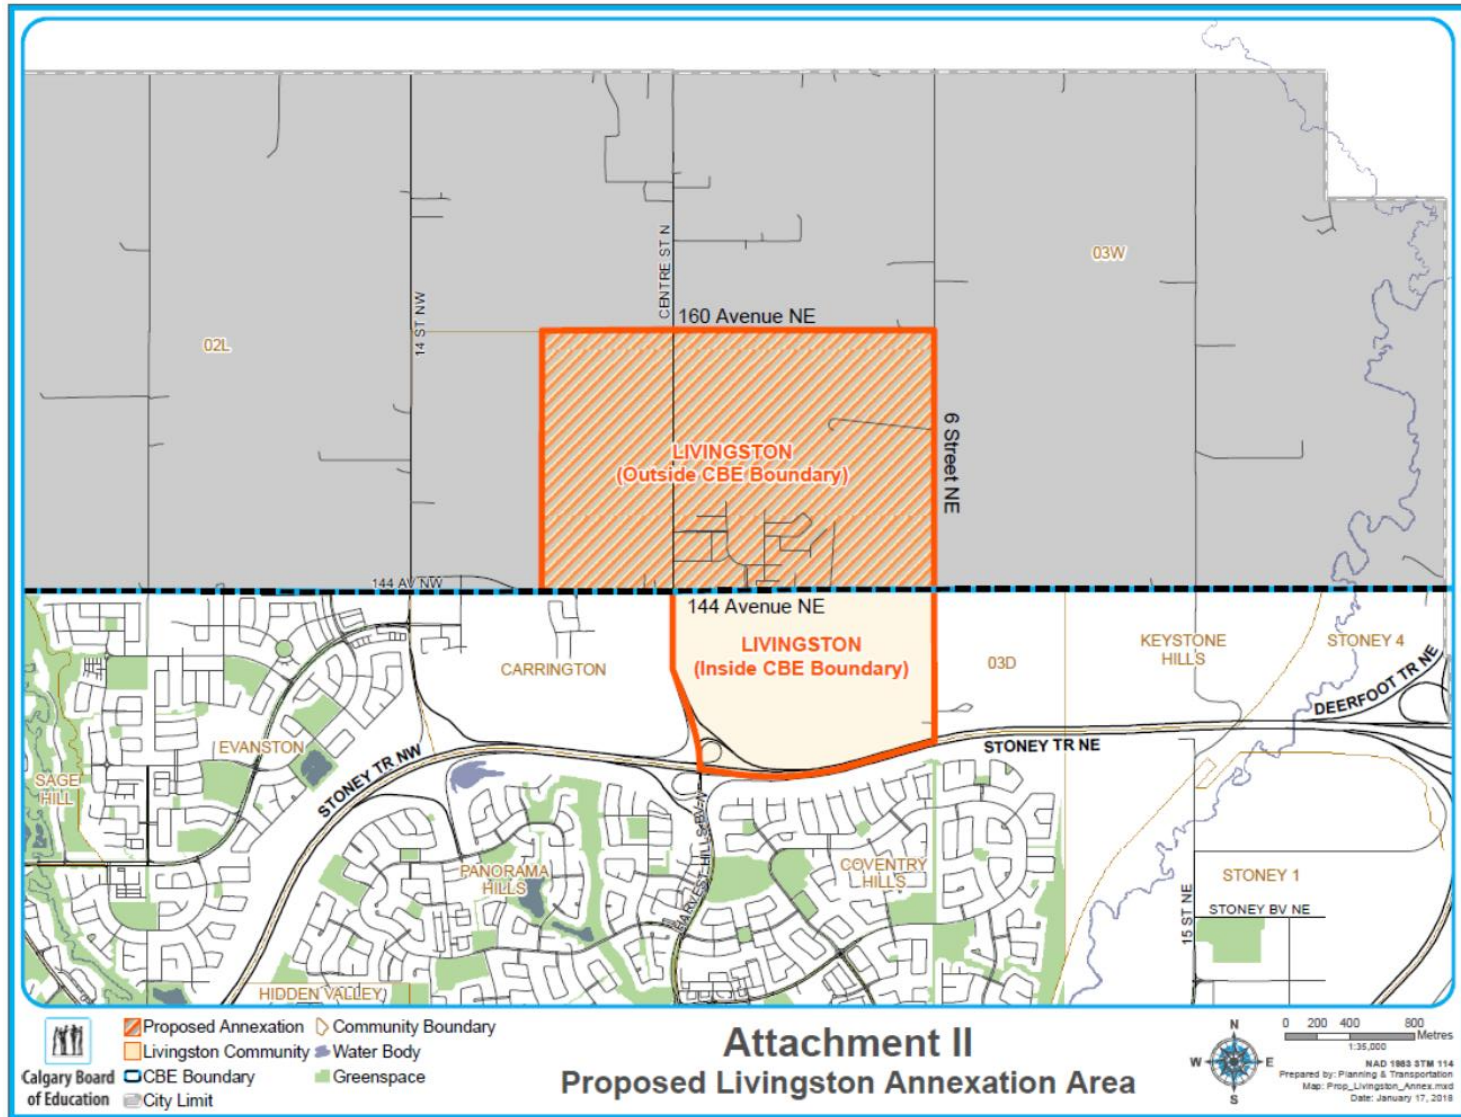 CENTRE ST N
03W
160 Avenue NE
14 ST NW
02L
6 Street NE
LIVINGSTON
(Outside CBE Boundary)
144 AV NW
144 Avenue NE
LIVINGSTON
(Inside CBE Boundary)
CARRINGTON
03D
KEYSTONE
HILLS
STONEY 4
DEERFOOT TR NE
EVANSTON
STONEY TR NW
STONEY TR NE
SAGE
HILL
PANORAMA
HILLS
HARVEST HILLS BV N
COVENTRY
HILLS
STONEY 1
STONEY BV NE
15 ST NE
HIDDEN VALLEY
Calgary Board
of Education
Proposed Annexation
Livingston Community
CBE Boundary
City Limit
Community Boundary
Water Body
Greenspace
Attachment II
Proposed Livingston Annexation Area
N
W
E
S
0 200 400 800
Metres
1:35,000
NAD 1983 3TM 114
Prepared by: Planning & Transportation
Map: Prop_Livingston_Annex.mxd
Date: January 17, 2018